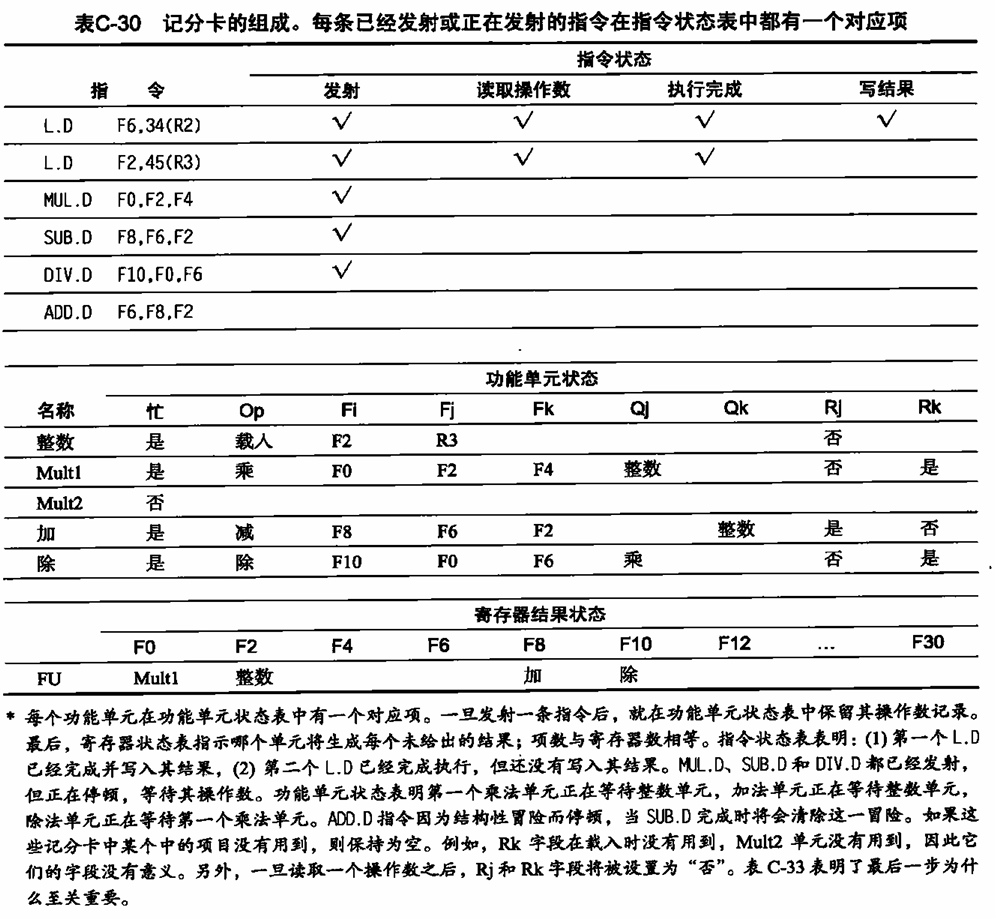 表C-30 记分卡的组成。每条已经发射或正在发射的指令在指令状态表中都有一个对应项
指令状态
指 令 发射 读取操作数 执行完成 写结果
L.D F6,34(R2) √ √ √ √
L.D F2,45(R3) √ √ √
MUL.D F0,F2,F4 √
SUB.D F8,F6,F2 √
DIV.D F10,F0,F6 √
ADD.D F6,F8,F2
功能单元状态
名称 忙 Op Fi Fj Fk Qj Qk Rj Rk
整数 是 载入 F2 R3 否
Mult1 是 乘 F0 F2 F4 整数 否 是
Mult2 否
加 是 减 F8 F6 F2 整数 是 否
除 是 除 F10 F0 F6 乘 否 是
寄存器结果状态
F0 F2 F4 F6 F8 F10 F12 … F30
FU Mult1 整数 加 除
* 每个功能单元在功能单元状态表中有一个对应项。一旦发射一条指令后，就在功能单元状态表中保留其操作数记录。
最后，寄存器状态表指示哪个单元将生成每个未给出的结果；项数与寄存器数相等。指令状态表表明：(1) 第一个 L.D
已经完成并写入其结果，(2) 第二个 L.D 已经完成执行，但还没有写入其结果。MUL.D、SUB.D 和 DIV.D 都已经发射，
但正在停顿，等待其操作数。功能单元状态表明第一个乘法单元正在等待整数单元，加法单元正在等待整数单元，
除法单元正在等待第一个乘法单元。ADD.D 指令因为结构性冒险而停顿，当 SUB.D 完成时将会清除这一冒险。如果这
些记分卡中某个中的项目没有用到，则保持为空。例如，Rk 字段在载入时没有用到，Mult2 单元没有用到，因此它
们的字段没有意义。另外，一旦读取一个操作数之后，Rj 和 Rk 字段将被设置为“否”。表 C-33 表明了最后一步为什
么至关重要。